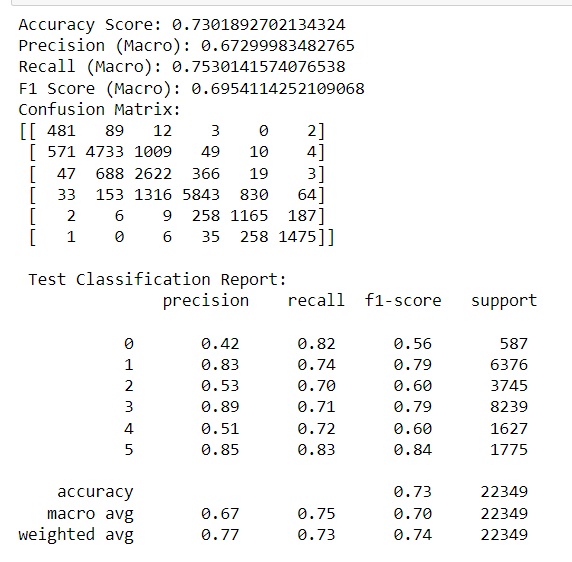 Accuracy Score: 0.7301892702134324
Precision (Macro): 0.67299983482765
Recall (Macro): 0.7530141574076538
F1 Score (Macro): 0.6954114252109068
Confusion Matrix:
[[ 481 89 12 3 0 2]
[ 571 4733 1009 49 10 4]
[ 47 688 2622 366 19 3]
[ 33 153 1316 5843 830 64]
[ 2 6 9 258 1165 187]
[ 1 0 6 35 258 1475]]
Test Classification Report:
precision recall f1-score support
0 0.42 0.82 0.56 587
1 0.83 0.74 0.79 6376
2 0.53 0.70 0.60 3745
3 0.89 0.71 0.79 8239
4 0.51 0.72 0.60 1627
5 0.85 0.83 0.84 1775
accuracy 0.73 22349
macro avg 0.67 0.75 0.70 22349
weighted avg 0.77 0.73 0.74 22349